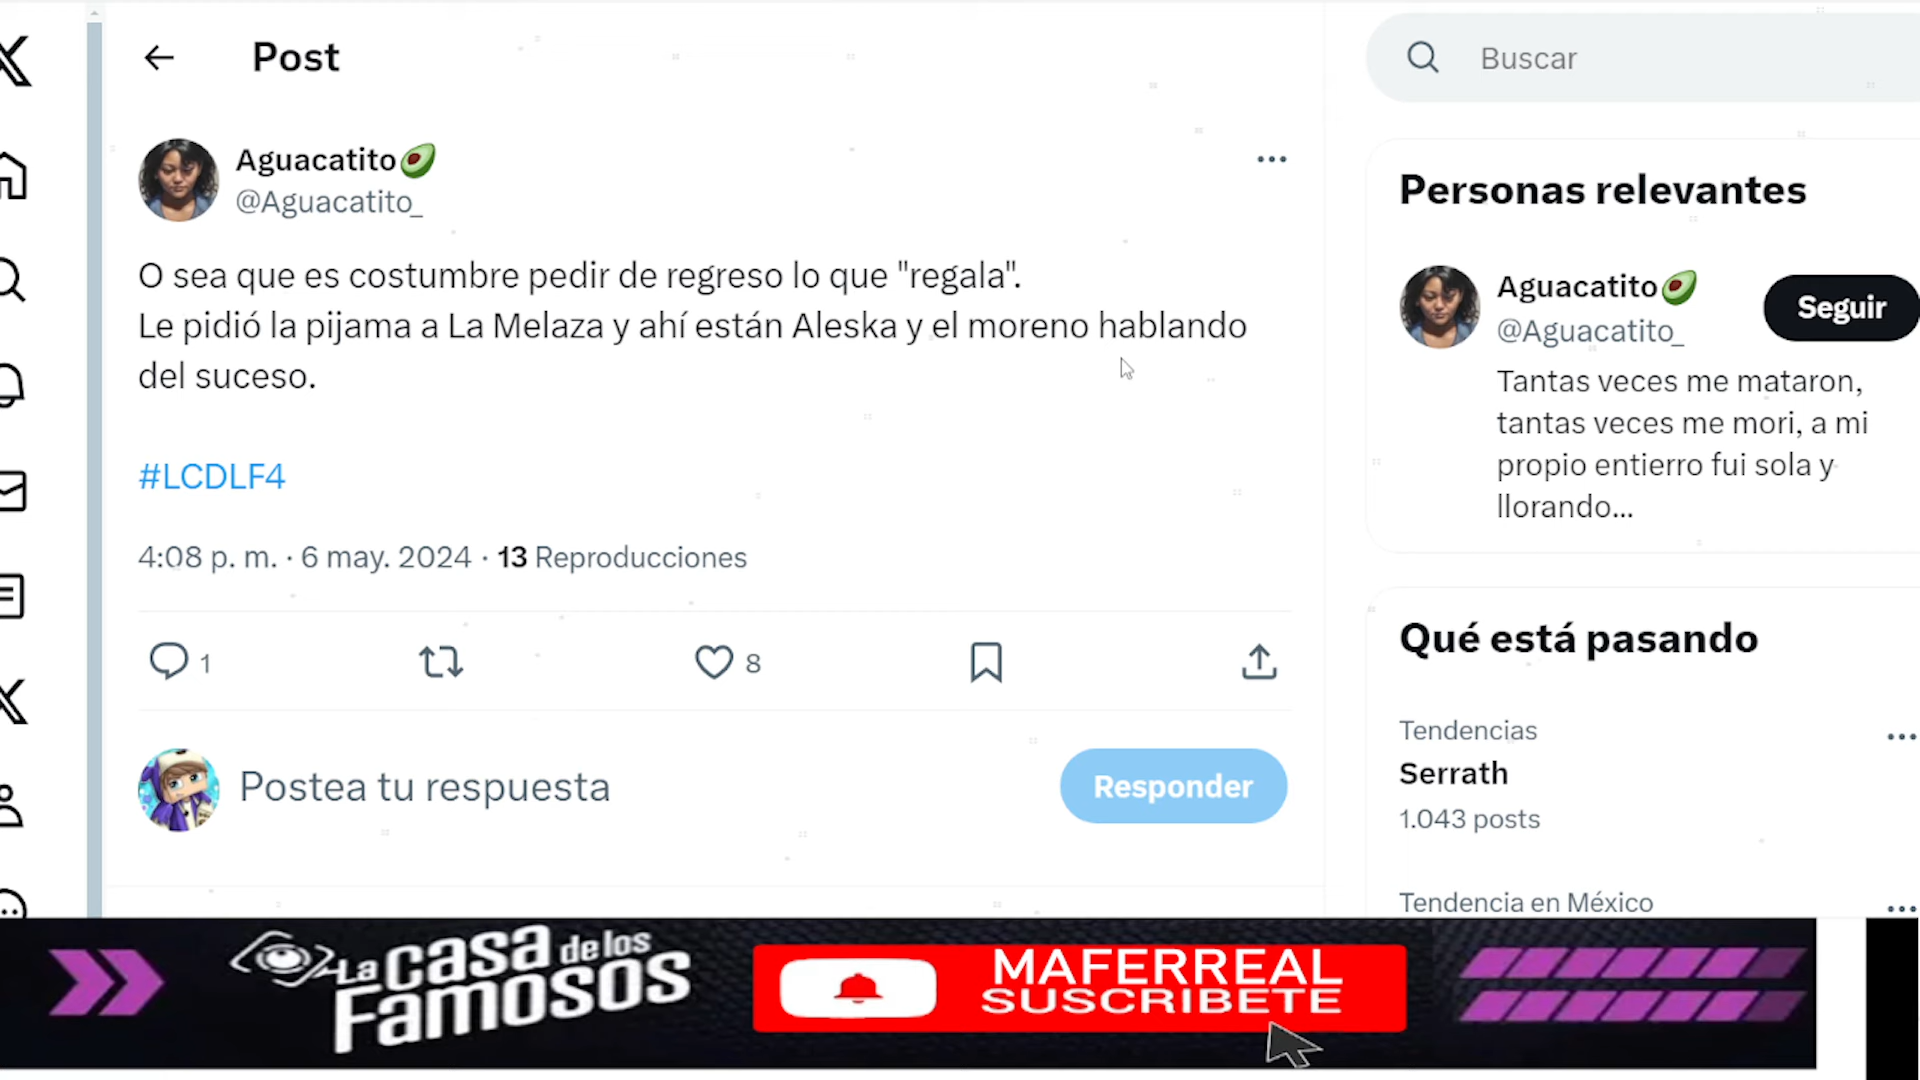 Post
Buscar
Aguacatito🥑
@Aguacatito_
O sea que es costumbre pedir de regreso lo que "regala".
Le pidió la pijama a La Melaza y ahí están Aleska y el moreno hablando
del suceso.
#LCDLF4
4:08 p. m. · 6 may. 2024 · 13 Reproducciones
1
8
Postea tu respuesta
Responder
Personas relevantes
Aguacatito🥑
@Aguacatito_
Seguir
Tantas veces me mataron,
tantas veces me mori, a mi
propio entierro fui sola y
llorando...
Qué está pasando
Tendencias
Serrath
1.043 posts
Tendencia en México
La casa de los
Famosos
MAFERREAL
SUSCRIBETE